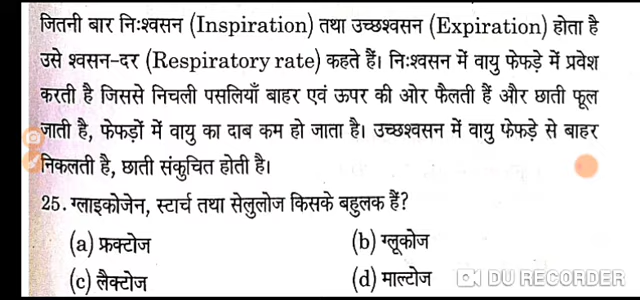 जितनी बार निःश्वसन (Inspiration) तथा उच्छश्वसन (Expiration) होता है
उसे श्वसन-दर (Respiratory rate) कहते हैं। निःश्वसन में वायु फेफड़े में प्रवेश
करती है जिससे निचली पसलियाँ बाहर एवं ऊपर की ओर फैलती हैं और छाती फूल
जाती है, फेफड़ों में वायु का दाब कम हो जाता है। उच्छश्वसन में वायु फेफड़े से बाहर
निकलती है, छाती संकुचित होती है।
25. ग्लाइकोजेन, स्टार्च तथा सेलुलोज किसके बहुलक हैं?
(a) फ्रक्टोज (b) ग्लूकोज
(c) लैक्टोज (d) माल्टोज
DU RECORDER